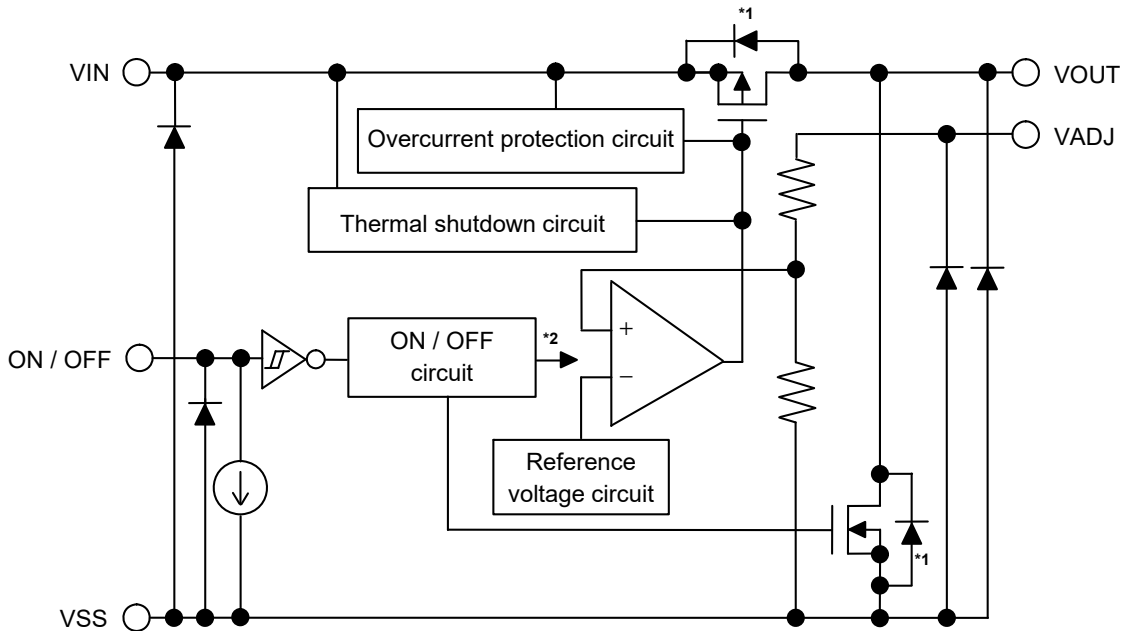 *1
VIN
VOUT
Overcurrent protection circuit
VADJ
Thermal shutdown circuit
+
ON / OFF
ON / OFF
circuit
*2
−
Reference
voltage circuit
*1
VSS